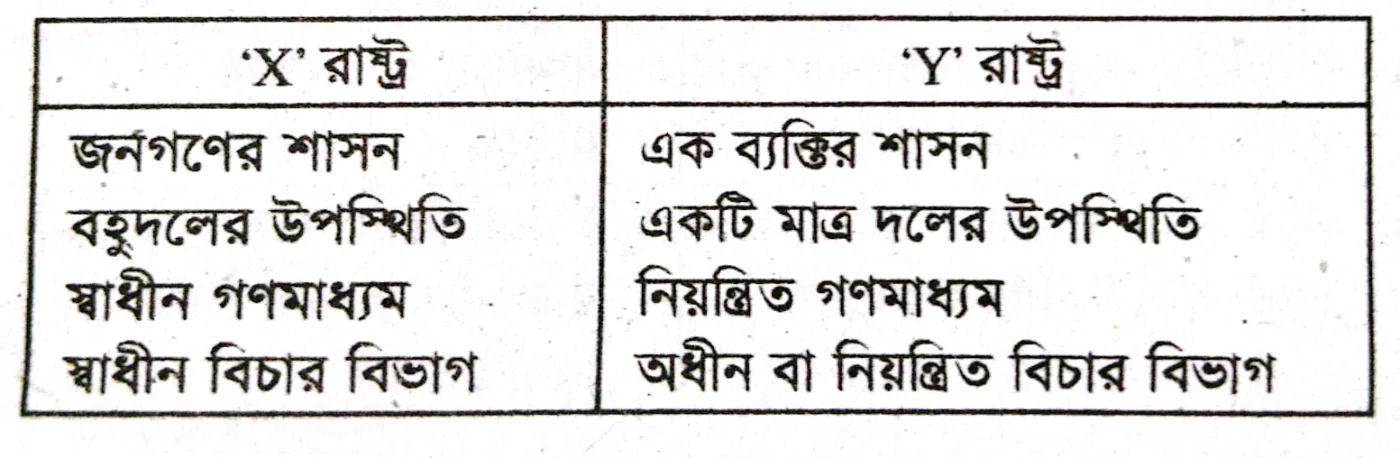 ‘X’ রাষ্ট্র ‘Y’ রাষ্ট্র
জনগণের শাসন এক ব্যক্তির শাসন
বহুদলের উপস্থিতি একটি মাত্র দলের উপস্থিতি
স্বাধীন গণমাধ্যম নিয়ন্ত্রিত গণমাধ্যম
স্বাধীন বিচার বিভাগ অধীন বা নিয়ন্ত্রিত বিচার বিভাগ